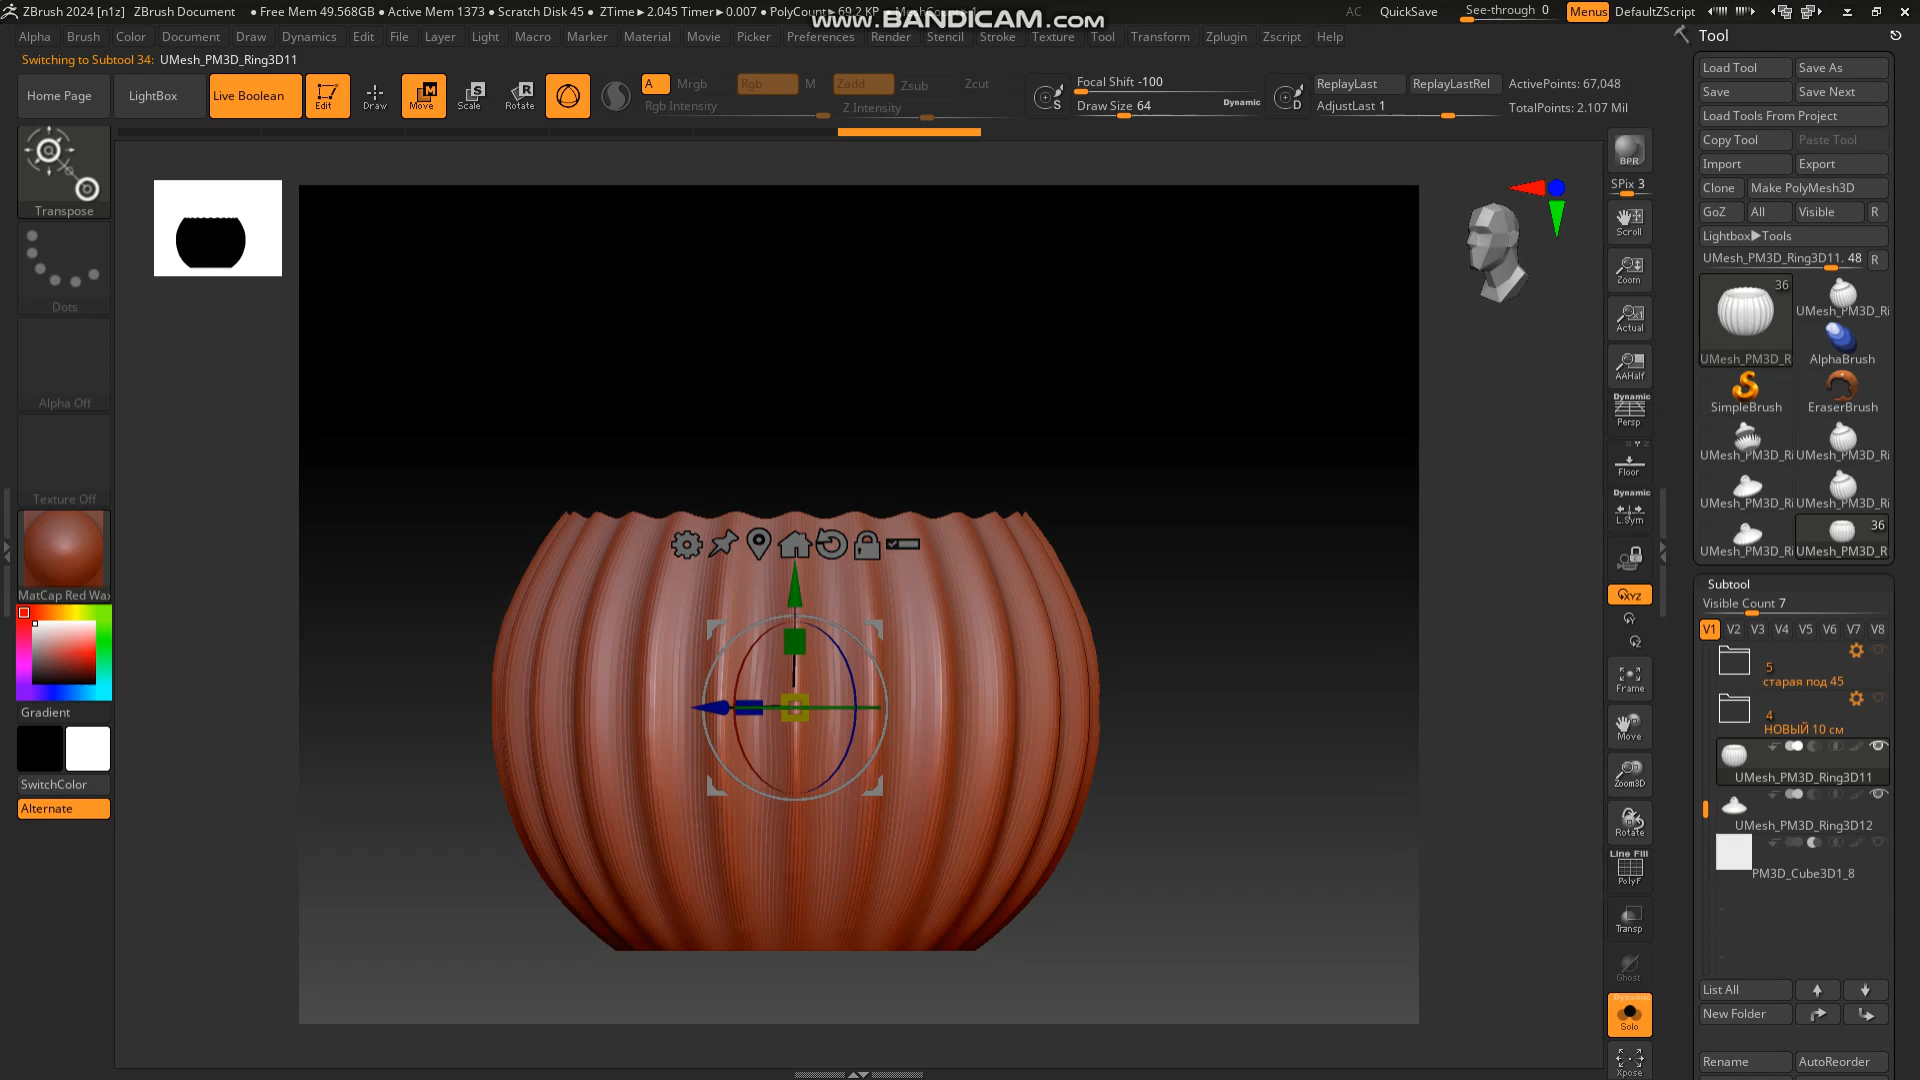 ZBrush 2024 [n1z] ZBrush Document • Free Mem 49.568GB • Active Mem 1373 • Scratch Disk 45 • ZTime►2.045 Timer►0.007 • PolyCount►69.2 KP
www.BANDICAM.com
AC QuickSave See-through 0 Menus DefaultZScript
Alpha Brush Color Document Draw Dynamics Edit File Layer Light Macro Marker Material Movie Picker Preferences Render Stencil Stroke Texture Tool Transform Zplugin Zscript Help
Switching to Subtool 34: UMesh_PM3D_Ring3D11
Home Page LightBox Live Boolean Edit Draw Move Scale Rotate
A Mrgb Rgb M Zadd Zsub Zcut
Rgb Intensity Z Intensity
Focal Shift -100
Draw Size 64 Dynamic
ReplayLast ReplayLastRel ActivePoints: 67,048
AdjustLast 1 TotalPoints: 2.107 Mil
Transpose
Dots
Alpha Off
Texture Off
MatCap Red Wax
Gradient
SwitchColor
Alternate
BPR
SPix 3
Scroll
Zoom
Actual
AAHalf
Dynamic
Persp
Floor
Dynamic
L.Sym
XYZ
Frame
Move
Zoom3D
Rotate
Line Fill
PolyF
Transp
Ghost
Dynamic
Solo
Xpose
Tool
Load Tool Save As
Save Save Next
Load Tools From Project
Copy Tool Paste Tool
Import Export
Clone Make PolyMesh3D
GoZ All Visible R
Lightbox►Tools
UMesh_PM3D_Ring3D11. 48 R
36
UMesh_PM3D_R UMesh_PM3D_Ri
AlphaBrush
SimpleBrush EraserBrush
UMesh_PM3D_Ri UMesh_PM3D_Ri
UMesh_PM3D_Ri UMesh_PM3D_Ri
36
UMesh_PM3D_Ri UMesh_PM3D_R
Subtool
Visible Count 7
V1 V2 V3 V4 V5 V6 V7 V8
5
старая под 45
4
НОВЫЙ 10 см
UMesh_PM3D_Ring3D11
UMesh_PM3D_Ring3D12
PM3D_Cube3D1_8
List All
New Folder
Rename AutoReorder